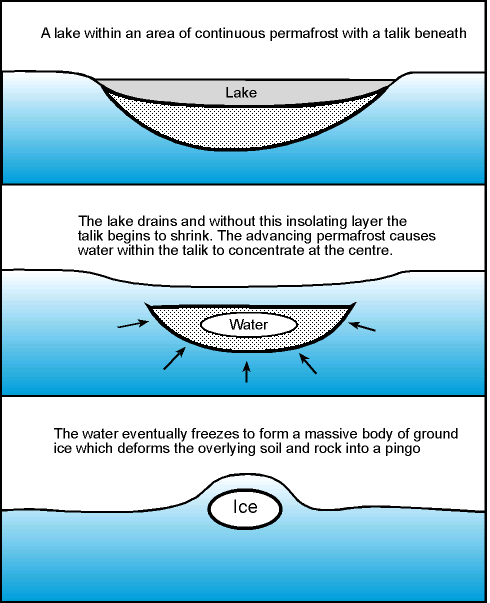 A lake within an area of continuous permafrost with a talik beneath
Lake
The lake drains and without this insolating layer the
talik begins to shrink. The advancing permafrost causes
water within the talik to concentrate at the centre.
Water
The water eventually freezes to form a massive body of ground
ice which deforms the overlying soil and rock into a pingo
Ice